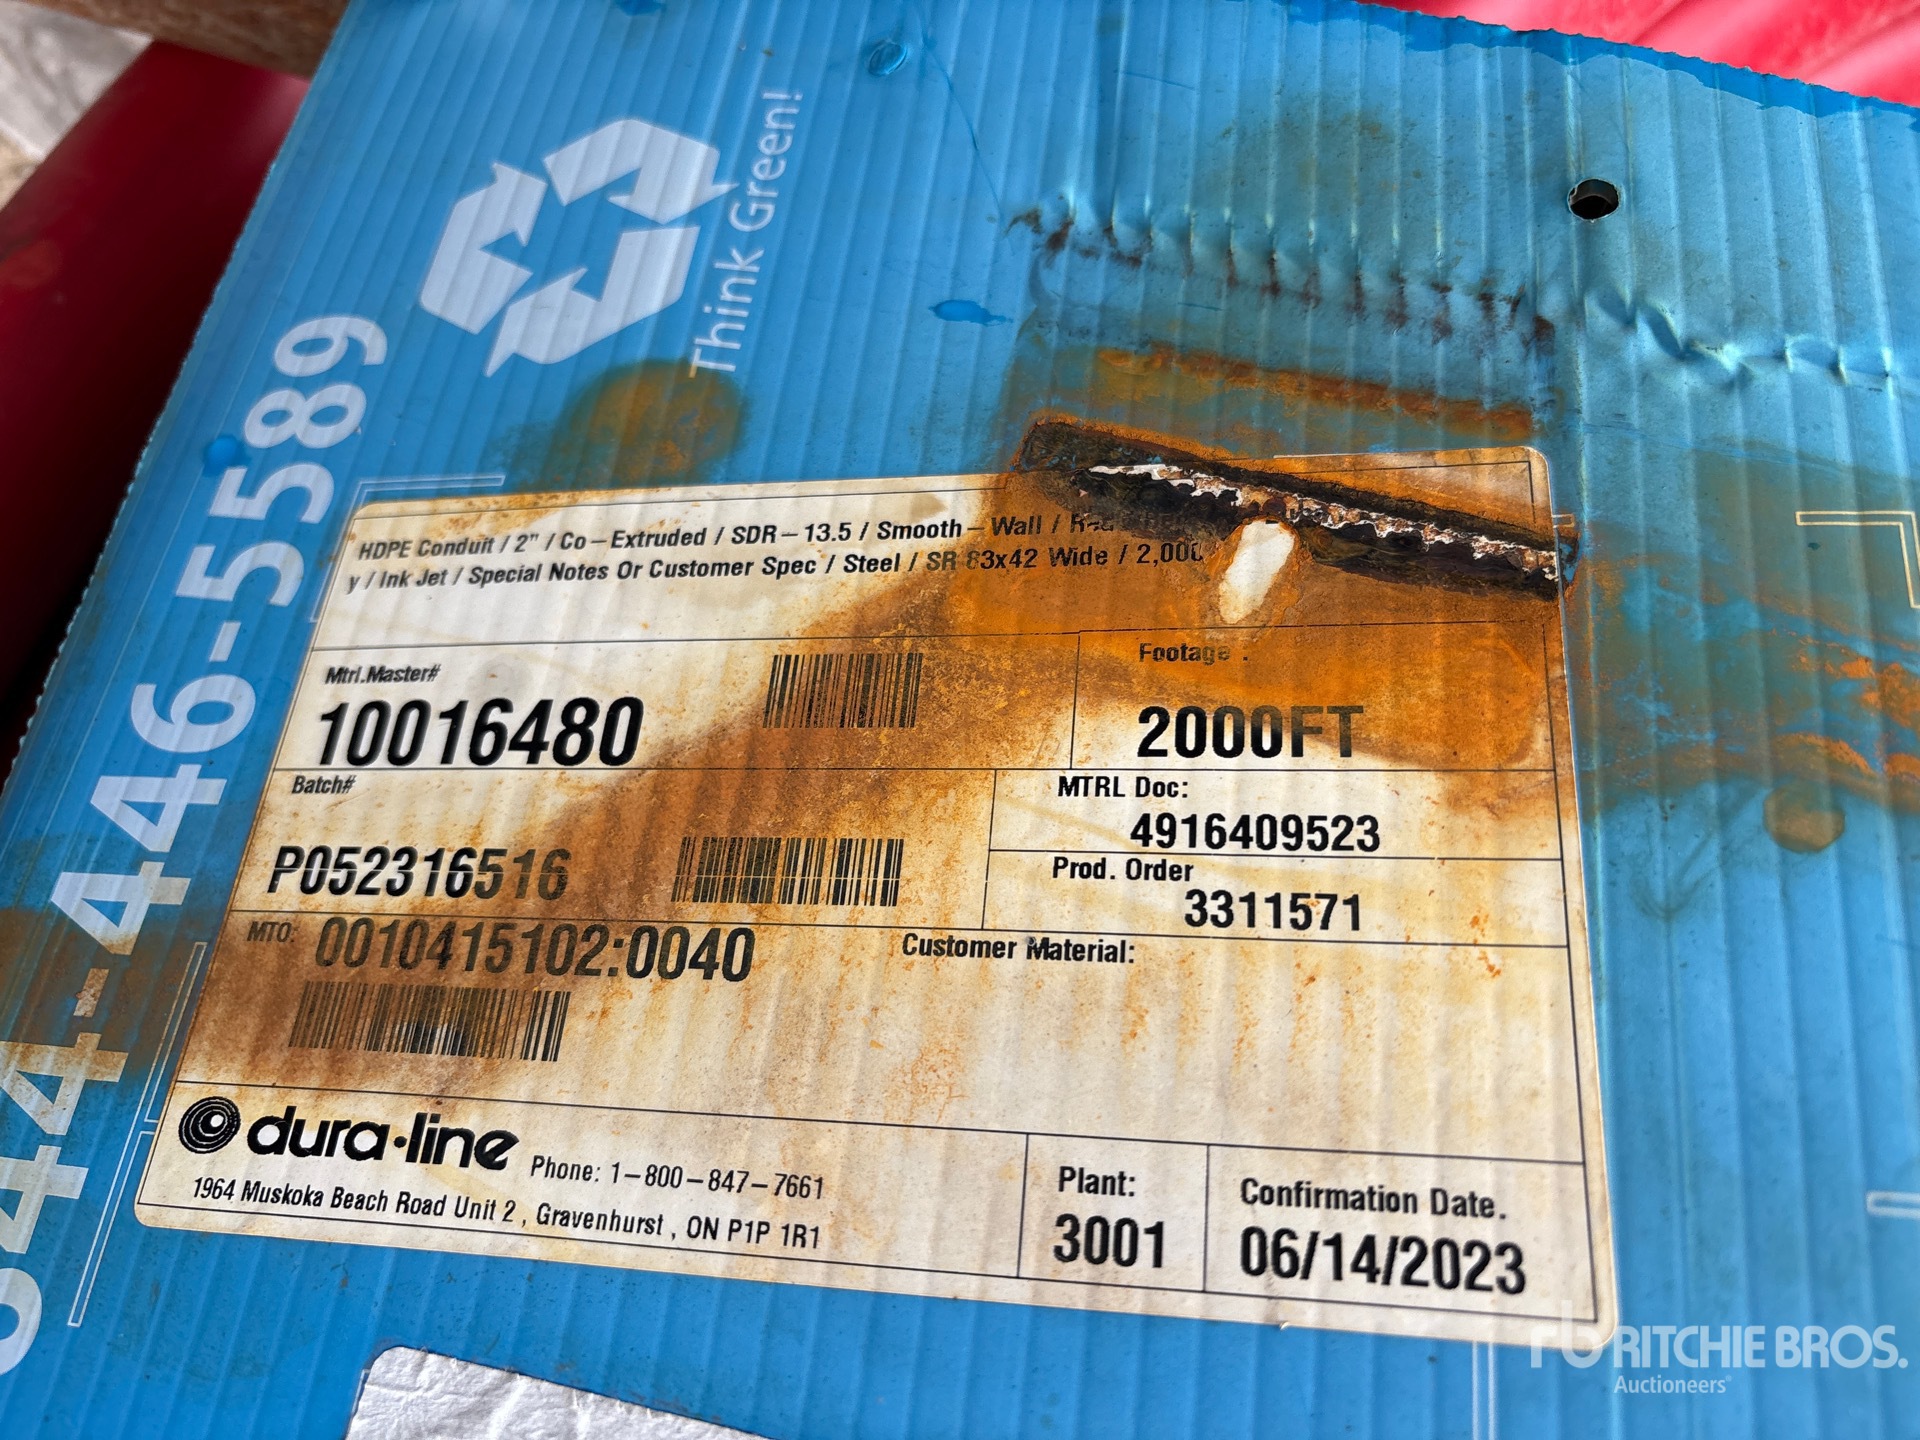 Think Green!
844-446-5589
HDPE Conduit / 2" / Co-Extruded / SDR-13.5 / Smooth-Wall /
y / Ink Jet / Special Notes Or Customer Spec / Steel / SR 83x42 Wide / 2,000
Mtrl.Master#
10016480
Footage
2000FT
Batch#
P052316516
MTRL Doc:
4916409523
Prod. Order
3311571
MTO: 0010415102:0040
Customer Material:
dura·line Phone: 1-800-847-7661
1964 Muskoka Beach Road Unit 2 , Gravenhurst , ON P1P 1R1
Plant:
3001
Confirmation Date.
06/14/2023
rb RITCHIE BROS.
Auctioneers